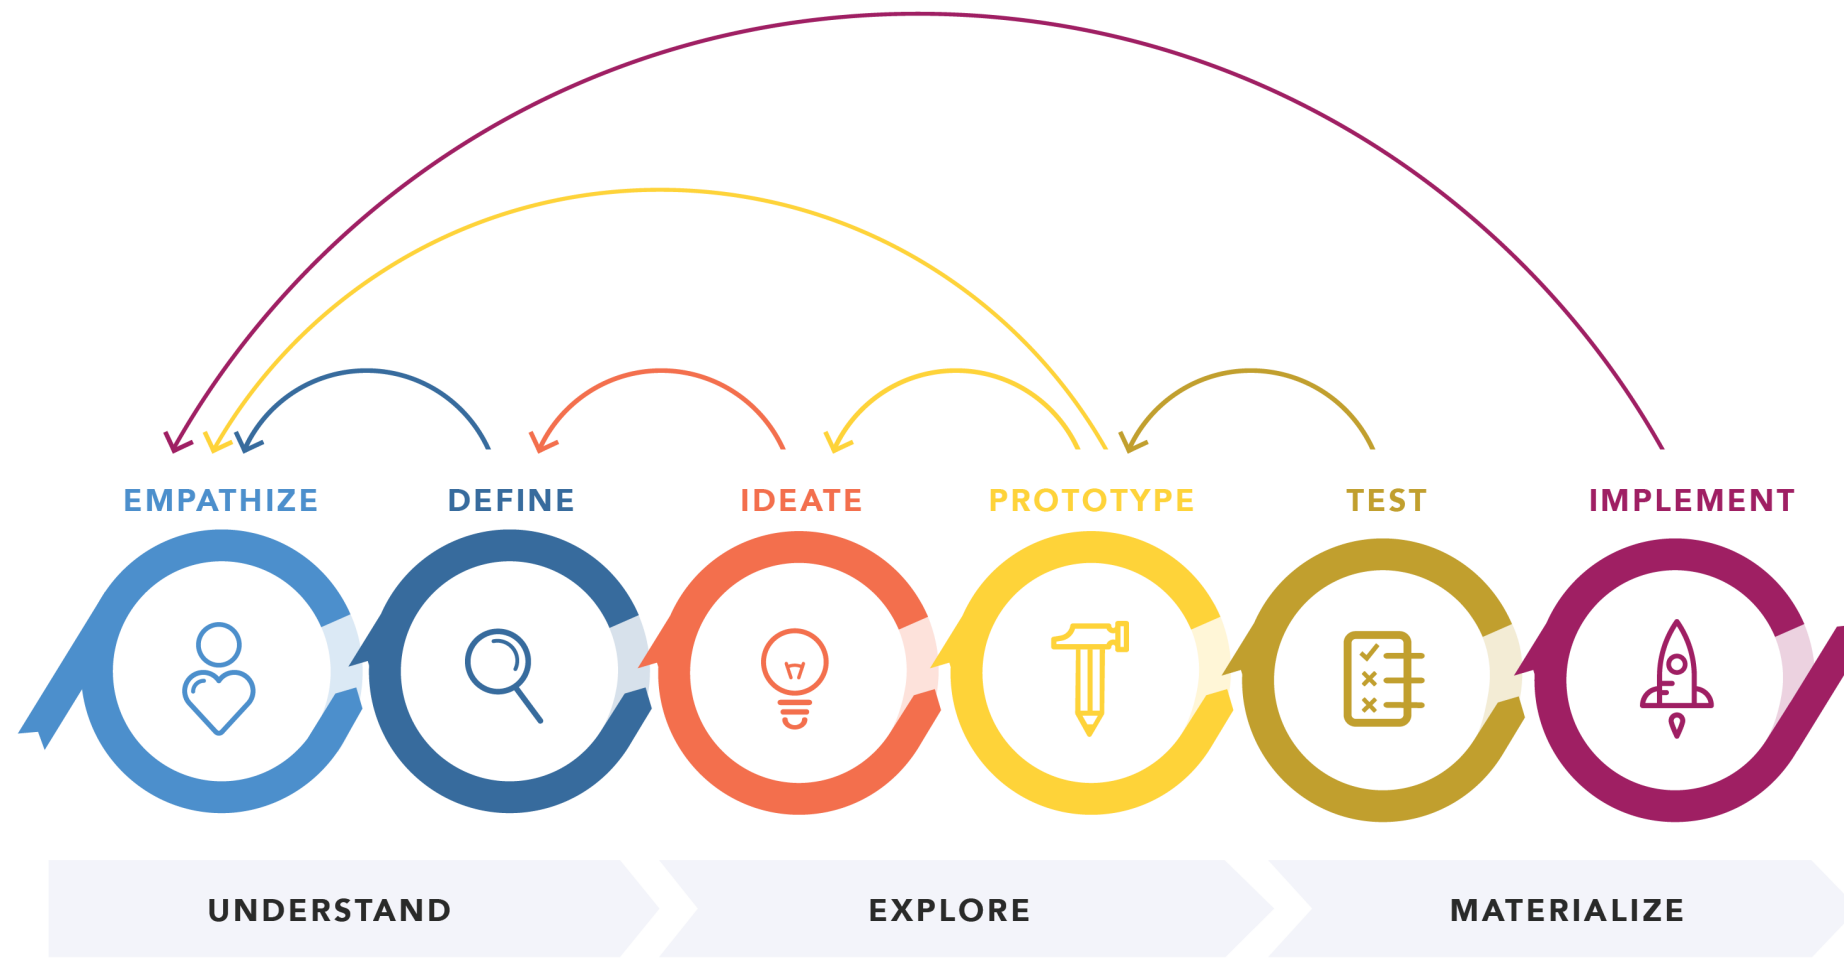 EMPATHIZE
DEFINE
IDEATE
PROTOTYPE
TEST
IMPLEMENT
UNDERSTAND
EXPLORE
MATERIALIZE